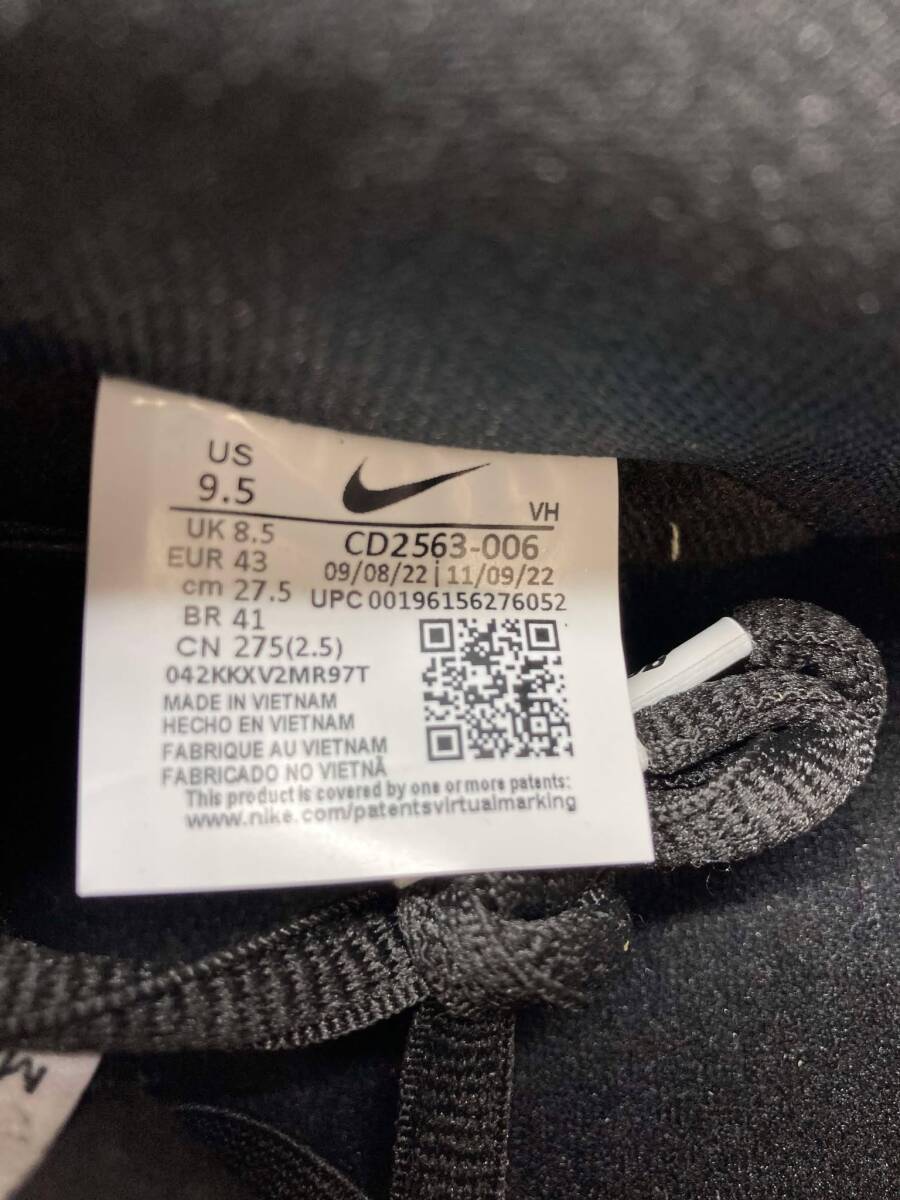 US
9.5
VH
UK 8.5
EUR 43
cm 27.5
BR 41
CN 275(2.5)
CD2563-006
09/08/22 | 11/09/22
UPC 00196156276052
042KKXV2MR97T
MADE IN VIETNAM
HECHO EN VIETNAM
FABRIQUE AU VIETNAM
FABRICADO NO VIETNÃ
This product is covered by one or more patents:
www.nike.com/patentsvirtualmarking